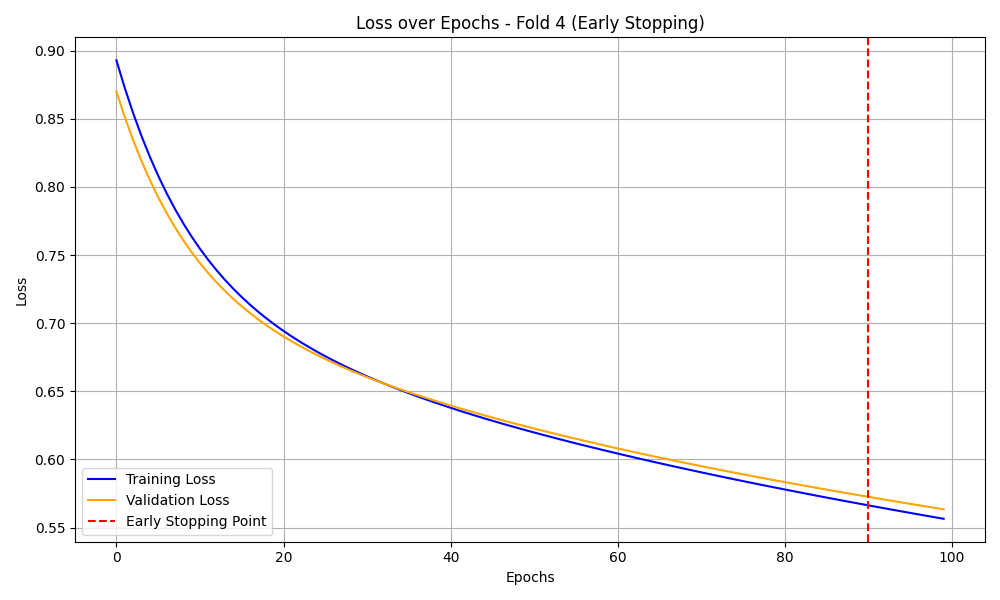 Loss over Epochs - Fold 4 (Early Stopping)
0.90
0.85
0.80
0.75
0.70
0.65
0.60
0.55
Loss
Training Loss
Validation Loss
Early Stopping Point
0 20 40 60 80 100
Epochs